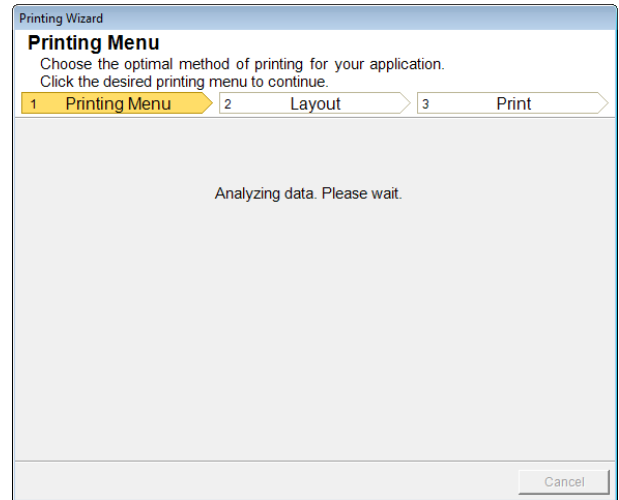 Printing Wizard
Printing Menu
Choose the optimal method of printing for your application.
Click the desired printing menu to continue.
1 Printing Menu 2 Layout 3 Print
Analyzing data. Please wait.
Cancel